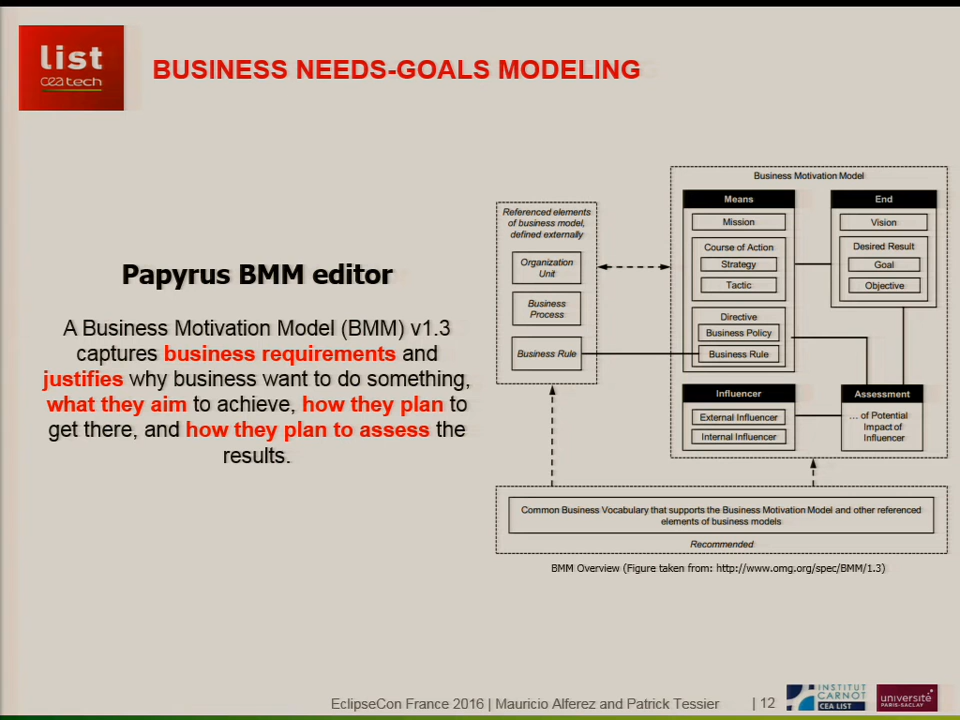 list
ceatech
BUSINESS NEEDS-GOALS MODELING
Papyrus BMM editor
A Business Motivation Model (BMM) v1.3
captures business requirements and
justifies why business want to do something,
what they aim to achieve, how they plan to
get there, and how they plan to assess the
results.
Business Motivation Model
Referenced elements
of business model,
defined externally
Organization
Unit
Business
Process
Business Rule
Means
Mission
Course of Action
Strategy
Tactic
Directive
Business Policy
Business Rule
End
Vision
Desired Result
Goal
Objective
Influencer
External Influencer
Internal Influencer
Assessment
... of Potential
Impact of
Influencer
Common Business Vocabulary that supports the Business Motivation Model and other referenced
elements of business models
Recommended
BMM Overview (Figure taken from: http://www.omg.org/spec/BMM/1.3)
EclipseCon France 2016 | Mauricio Alferez and Patrick Tessier
| 12
INSTITUT
CARNOT
CEA LIST
université
PARIS-SACLAY